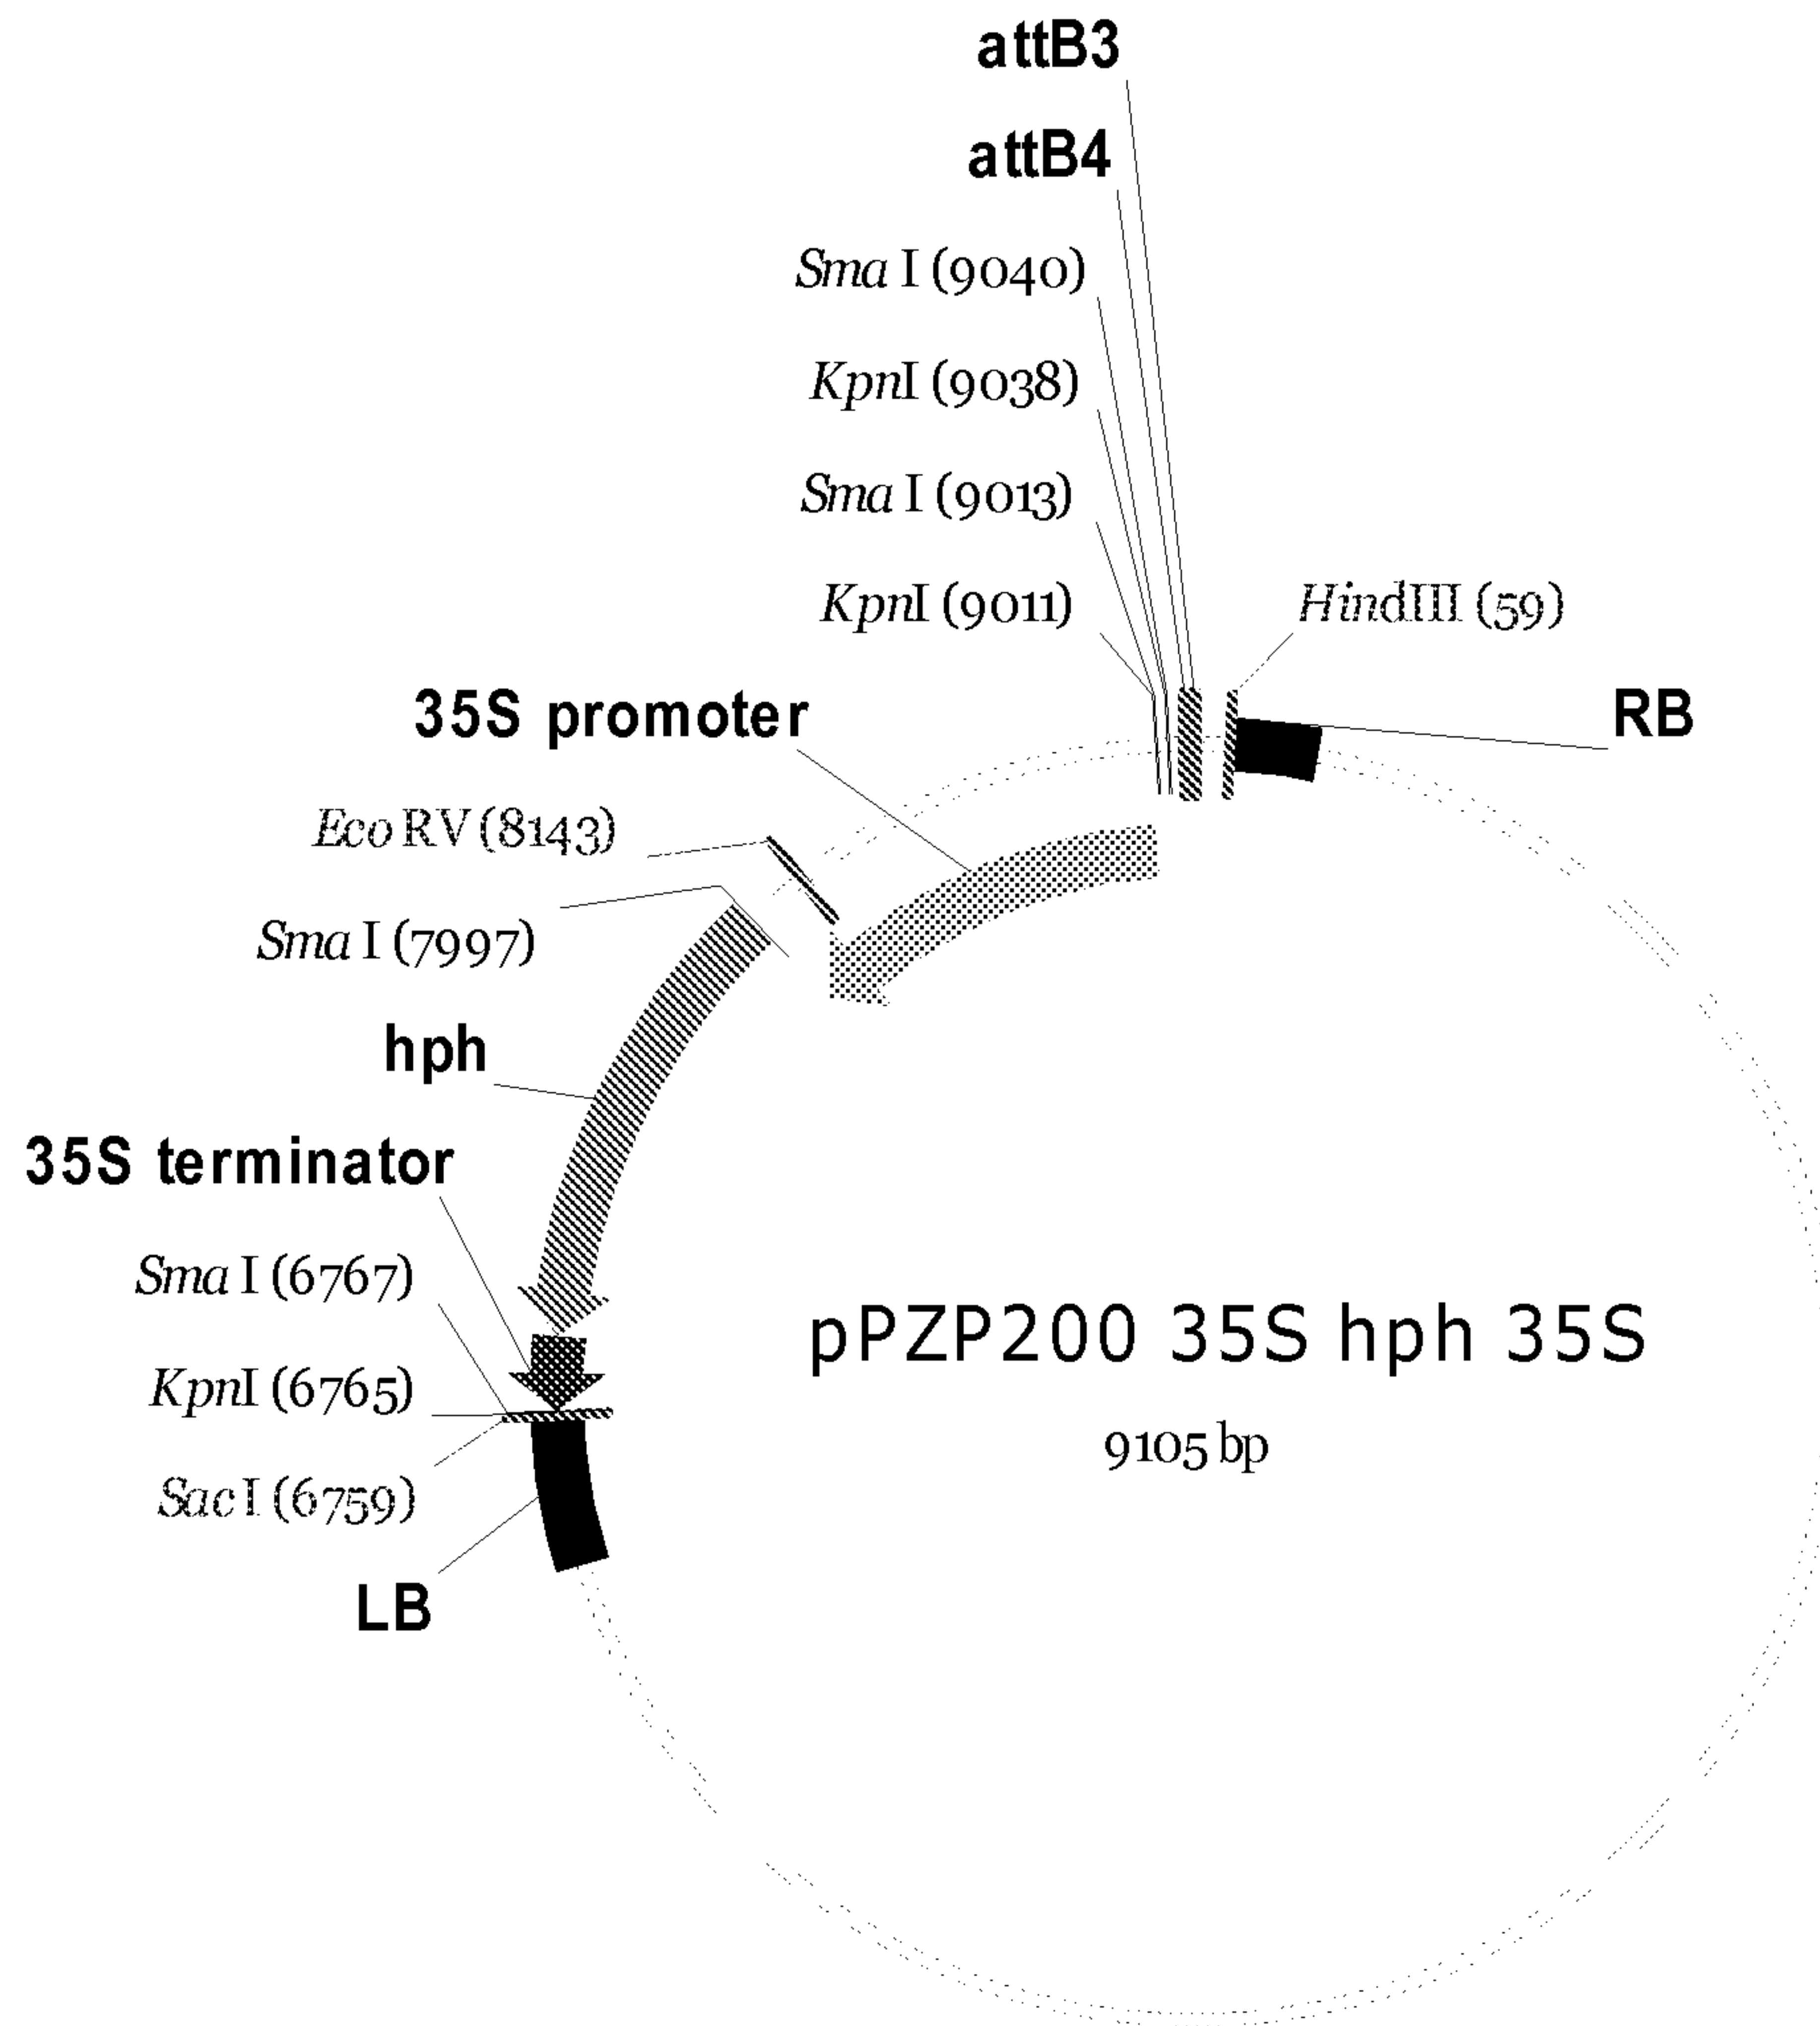 attB3
attB4
Sma I (9040)
KpnI (9038)
Sma I (9013)
KpnI (9011)
HindIII (59)
35S promoter
RB
Eco RV (8143)
Sma I (7997)
hph
35S terminator
Sma I (6767)
pPZP200 35S hph 35S
KpnI (6765)
9105 bp
Sac I (6759)
LB